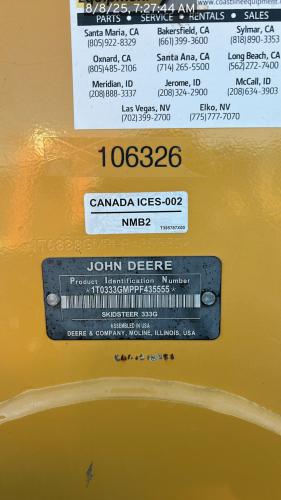 8/8/25, 7:27:44 AM
PARTS • SERVICE • RENTALS • SALES
Santa Maria, CA Bakersfield, CA Sylmar, CA
(805) 922-8329 (661) 399-3600 (818) 890-3353
Oxnard, CA Santa Ana, CA Long Beach, CA
(805) 485-2106 (714) 265-5500 (562) 272-7400
Meridian, ID Jerome, ID McCall, ID
(208) 888-3337 (208) 324-2900 (208) 634-3903
Las Vegas, NV Elko, NV
(702) 399-2700 (775) 777-7070
106326
CANADA ICES-002
NMB2
JOHN DEERE
Product Identification Number
*1T0333GMPPF435555*
SKIDSTEER 333G
ASSEMBLED IN USA
DEERE & COMPANY, MOLINE, ILLINOIS, USA